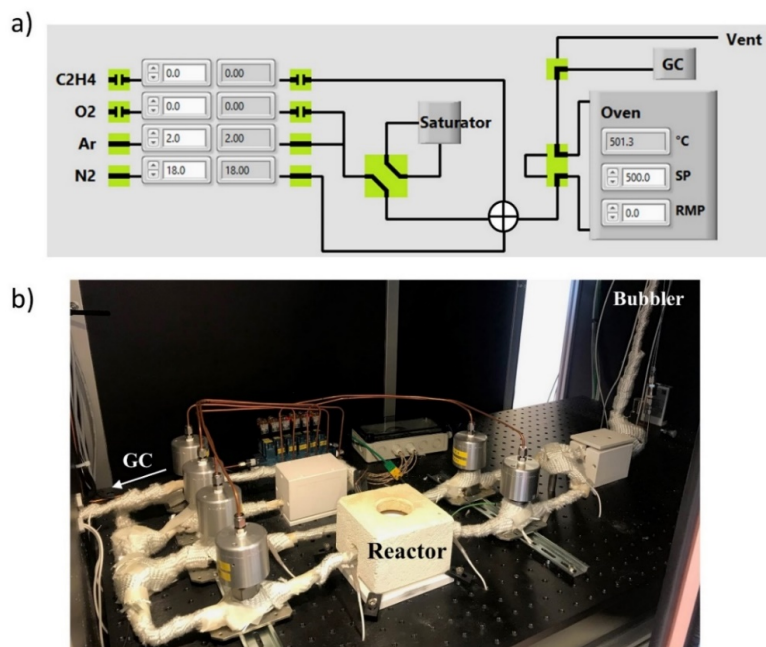 a)
Vent
GC
C2H4 0.0 0.00
O2 0.0 0.00
Ar 2.0 2.00
N2 18.0 18.00
Saturator
Oven
501.3 °C
500.0 SP
0.0 RMP
b)
Bubbler
GC
Reactor